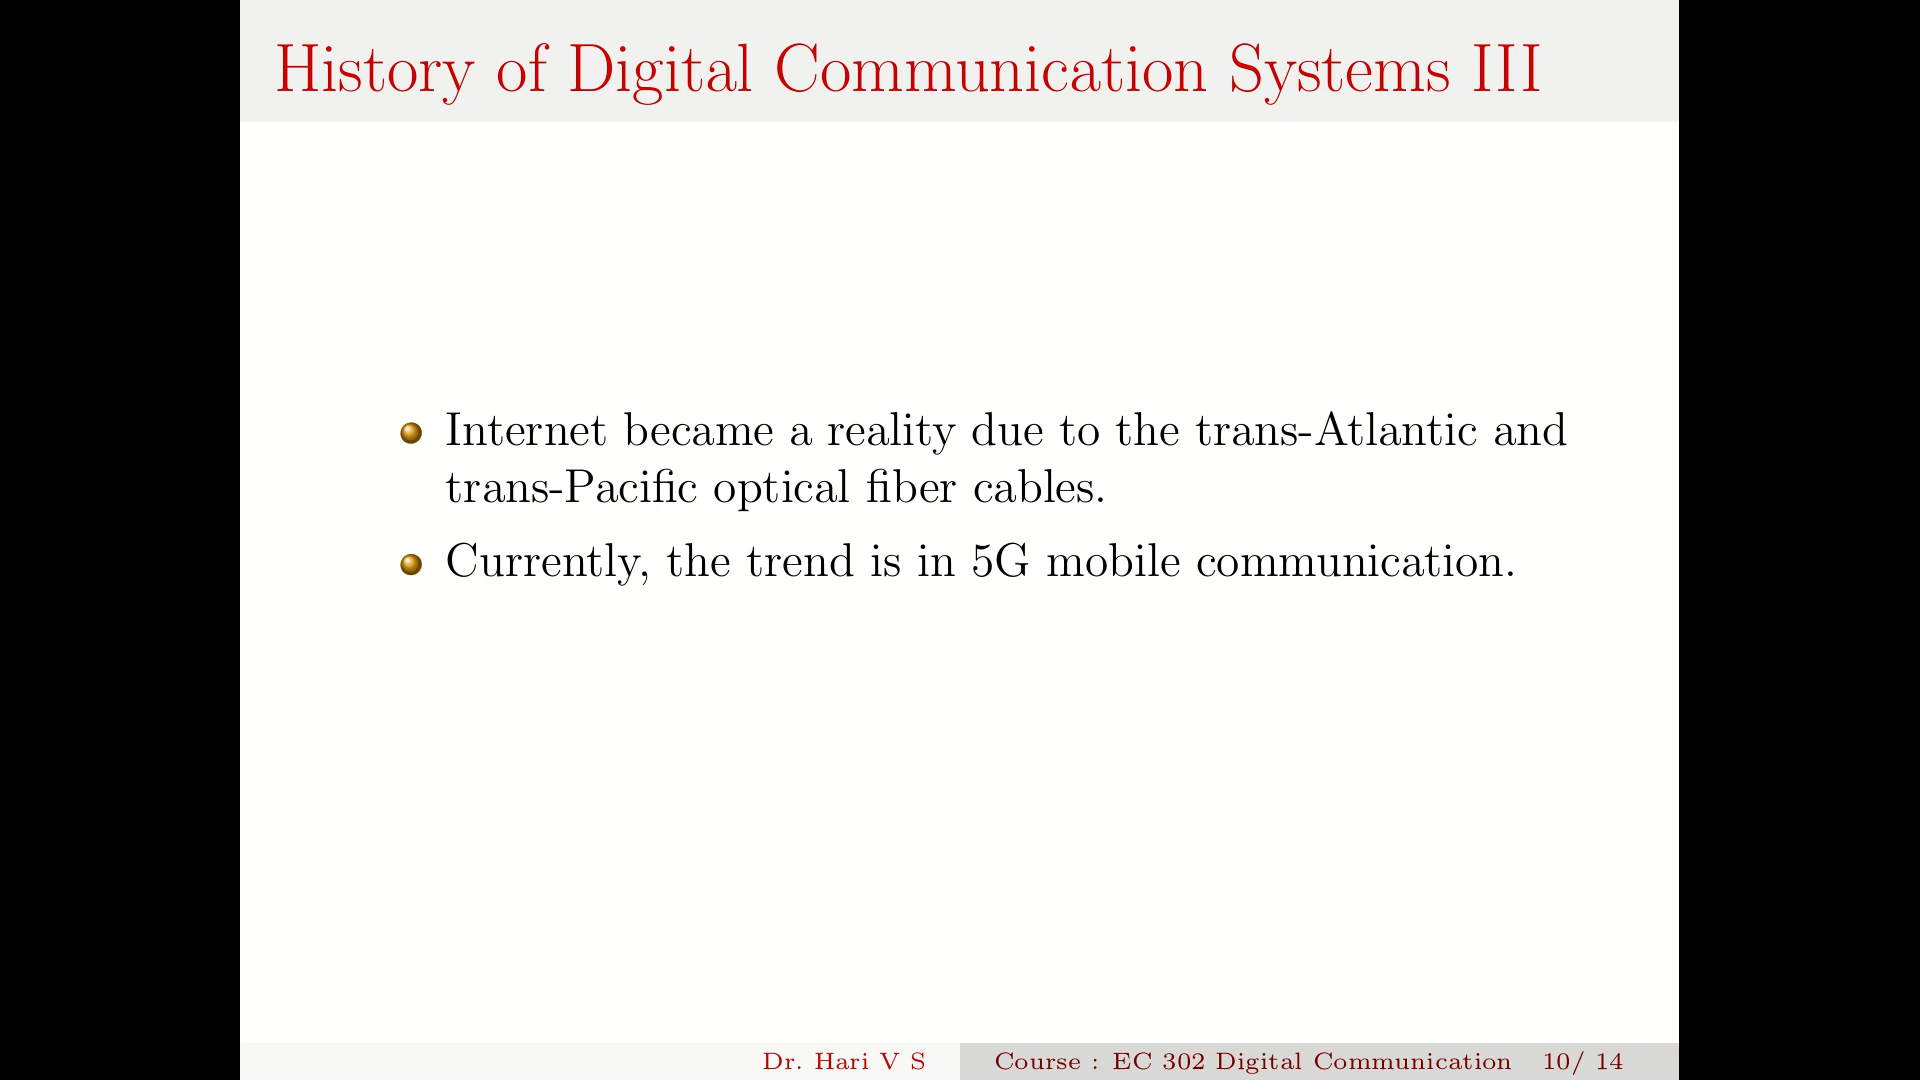 History of Digital Communication Systems III
Internet became a reality due to the trans-Atlantic and
trans-Pacific optical fiber cables.
Currently, the trend is in 5G mobile communication.
Dr. Hari V S
Course : EC 302 Digital Communication 10/ 14